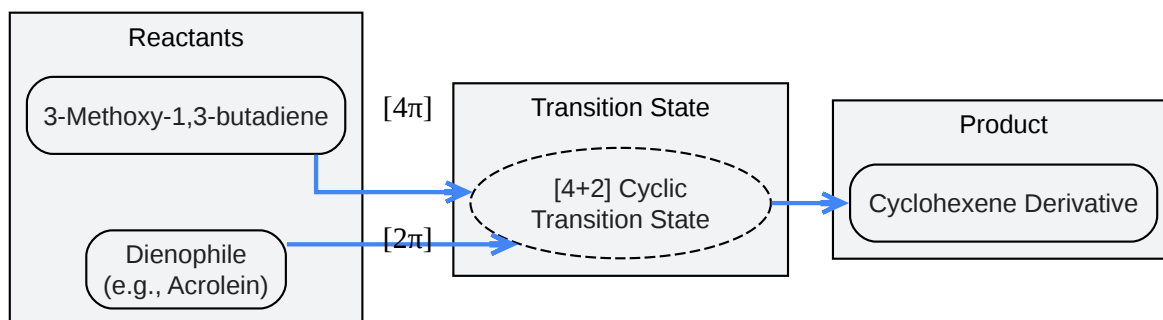 Reactants
3-Methoxy-1,3-butadiene
Dienophile
(e.g., Acrolein)
[4π]
[2π]
Transition State
[4+2] Cyclic
Transition State
Product
Cyclohexene Derivative